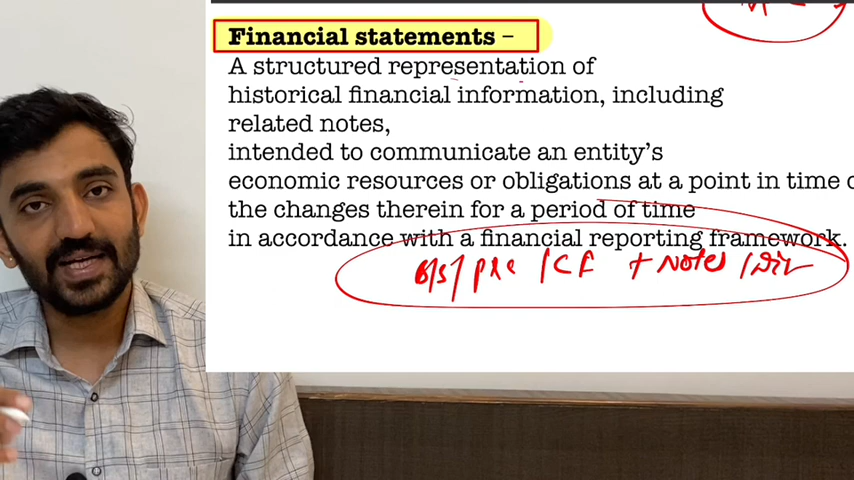 Financial statements –
A structured representation of
historical financial information, including
related notes,
intended to communicate an entity's
economic resources or obligations at a point in time
the changes therein for a period of time
in accordance with a financial reporting framework.
B/S / P&L / CF + Notes /